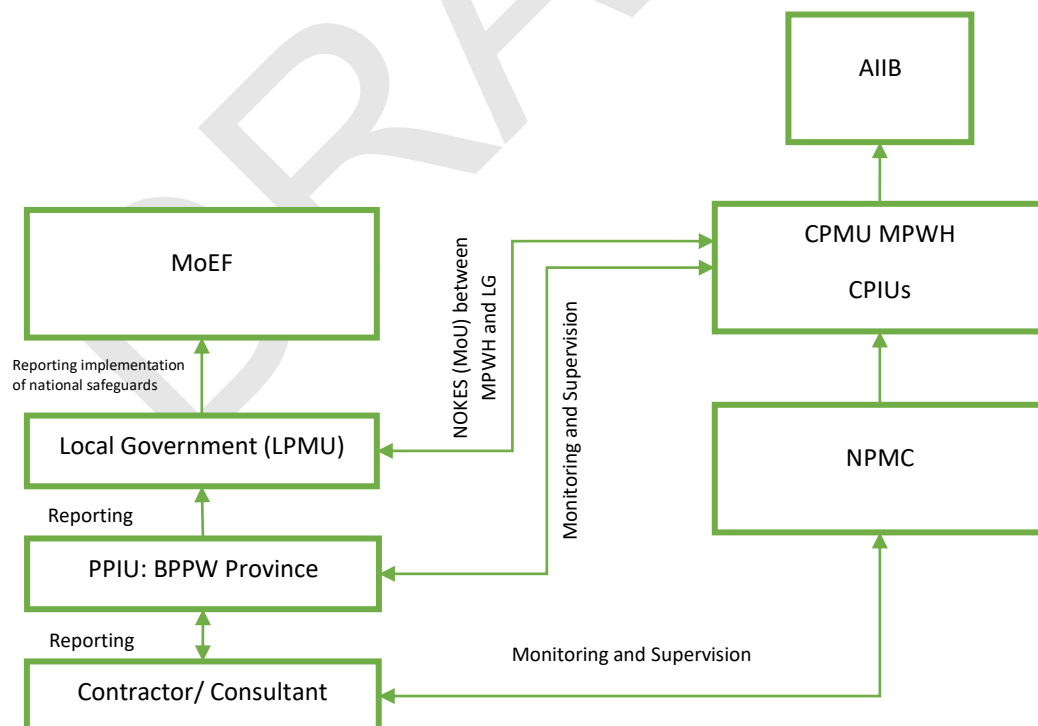 AIIB
MoEF
CPMU MPWH
CPIUs
NOKES (MoU) between
MPWH and LG
Monitoring and Supervision
Reporting implementation
of national safeguards
Local Government (LPMU)
NPMC
Reporting
PPIU: BPPW Province
Reporting
Monitoring and Supervision
Contractor/ Consultant